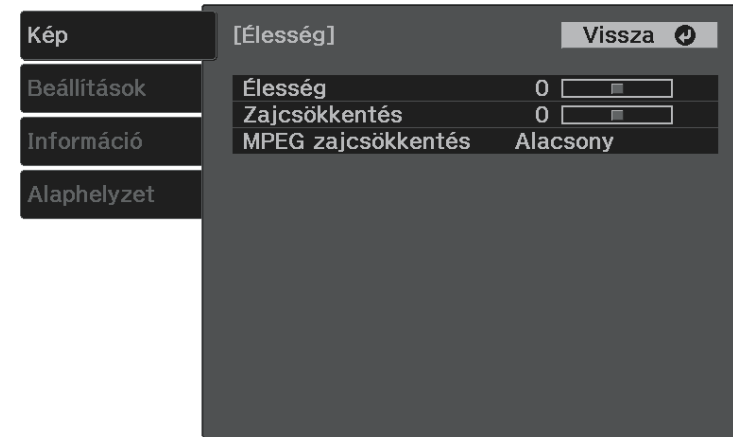 Kép
Beállítások
Információ
Alaphelyzet
[Élesség] Vissza
Élesség 0
Zajcsökkentés 0
MPEG zajcsökkentés Alacsony